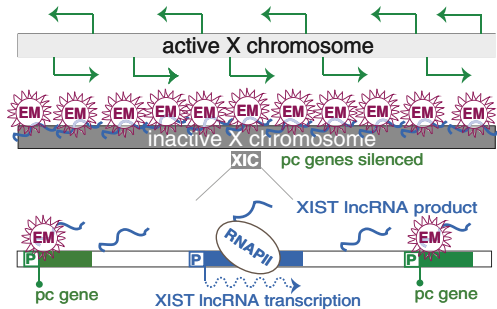 active X chromosome
EM EM EM EM EM EM EM EM EM EM
inactive X chromosome
XIC pc genes silenced
XIST lncRNA product
EM RNAPII EM
P P P
pc gene XIST lncRNA transcription pc gene